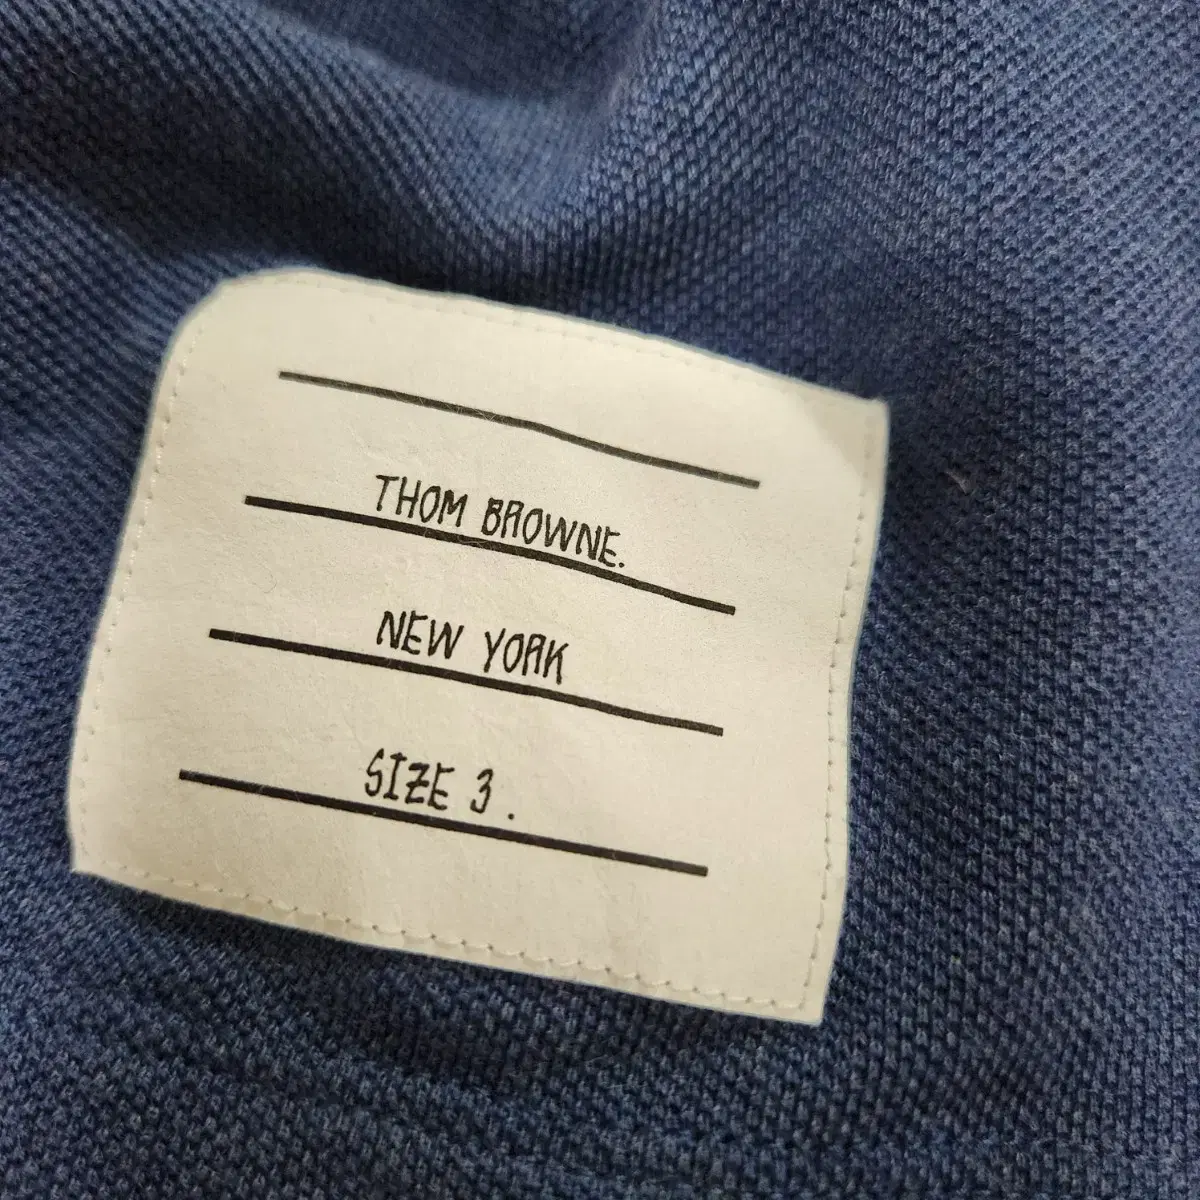 THOM BROWNE.
NEW YORK
SIZE 3.